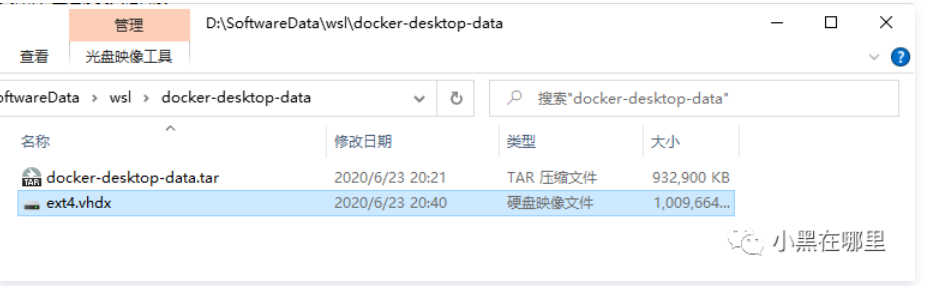 管理 D:\SoftwareData\wsl\docker-desktop-data
查看 光盘映像工具
oftwareData › wsl › docker-desktop-data 搜索"docker-desktop-data"
名称 修改日期 类型 大小
docker-desktop-data.tar 2020/6/23 20:21 TAR 压缩文件 932,900 KB
ext4.vhdx 2020/6/23 20:40 硬盘映像文件 1,009,664...
小黑在哪里